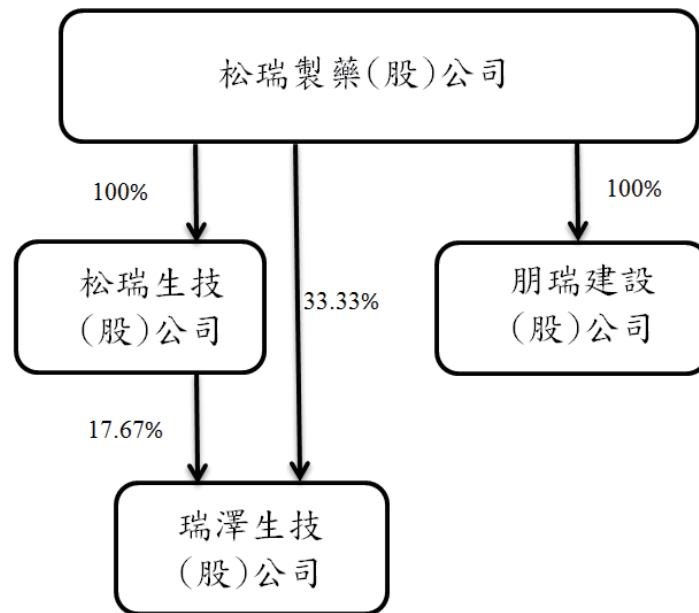 松瑞製藥(股)公司
100%
100%
松瑞生技
(股)公司
33.33%
朋瑞建設
(股)公司
17.67%
瑞澤生技
(股)公司